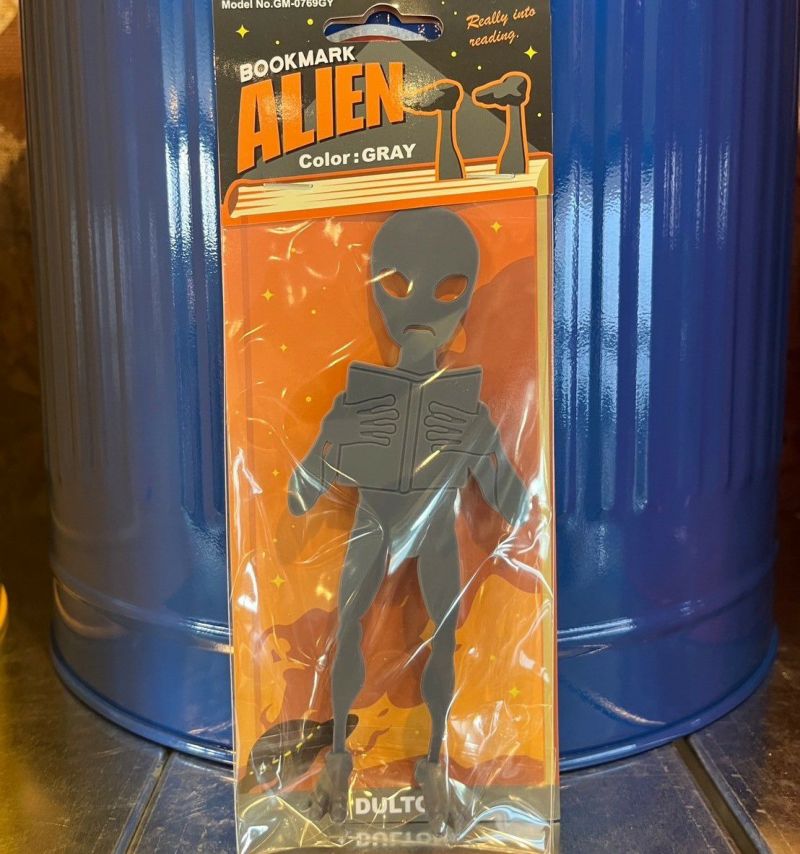 Model No.GM-0769GY
Really into
reading.
BOOKMARK
ALIEN
Color:GRAY